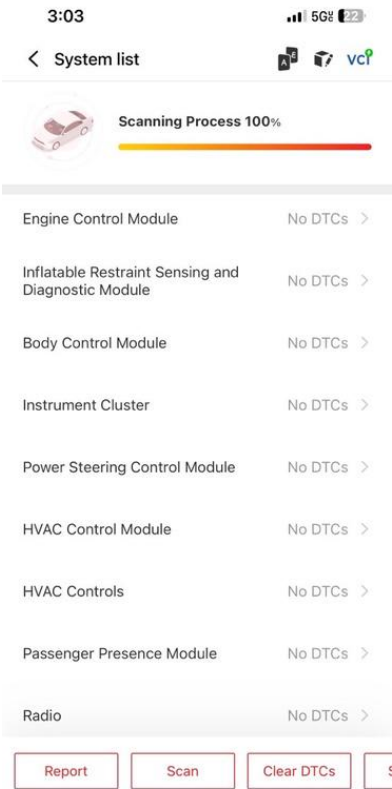 3:03
5G 22
System list
A E VCI
Scanning Process 100%
Engine Control Module No DTCs
Inflatable Restraint Sensing and
Diagnostic Module No DTCs
Body Control Module No DTCs
Instrument Cluster No DTCs
Power Steering Control Module No DTCs
HVAC Control Module No DTCs
HVAC Controls No DTCs
Passenger Presence Module No DTCs
Radio No DTCs
Report Scan Clear DTCs S